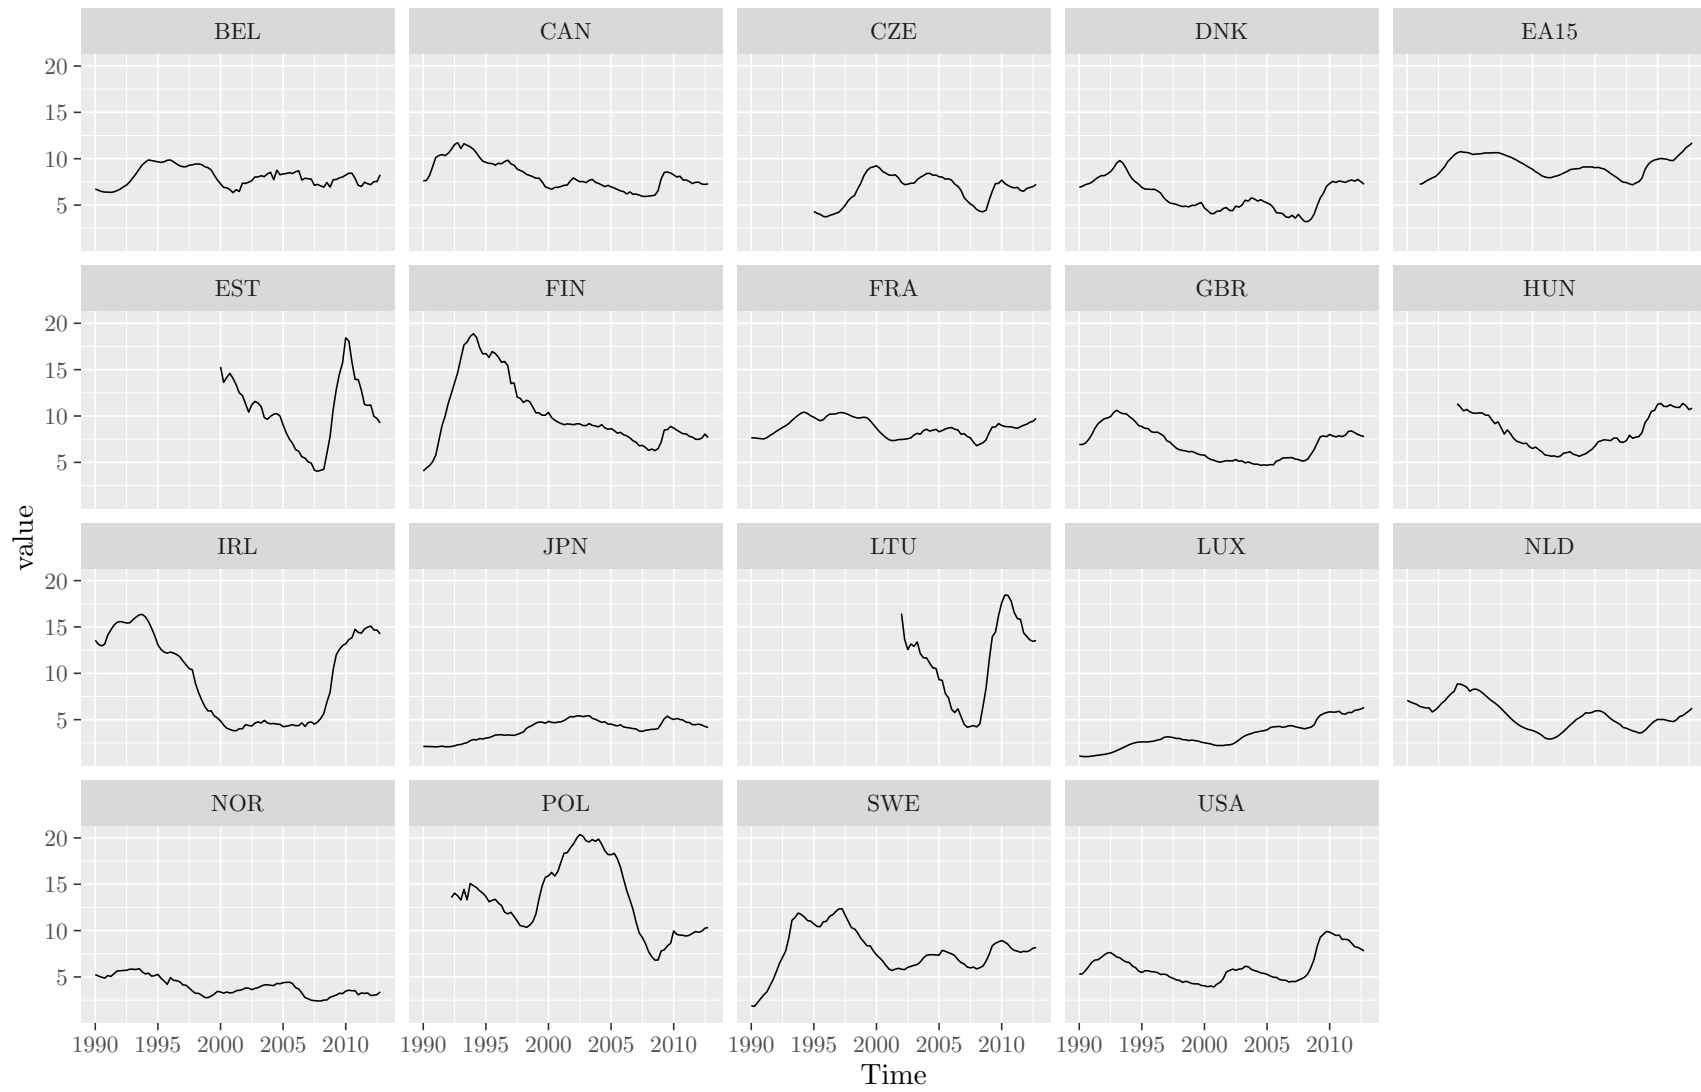 BEL CAN CZE DNK EA15
20
15
10
5
EST FIN FRA GBR HUN
20
15
10
5
value
IRL JPN LTU LUX NLD
20
15
10
5
NOR POL SWE USA
20
15
10
5
1990 1995 2000 2005 2010 1990 1995 2000 2005 2010 1990 1995 2000 2005 2010 1990 1995 2000 2005 2010
Time